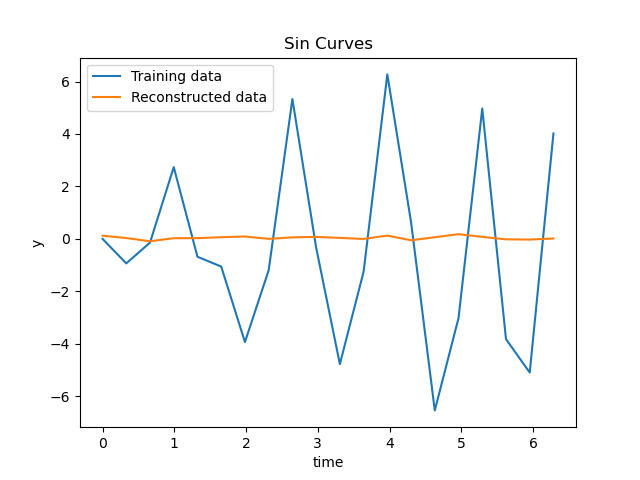 Sin Curves
Training data
Reconstructed data
6
4
2
0
−2
−4
−6
y
0 1 2 3 4 5 6
time